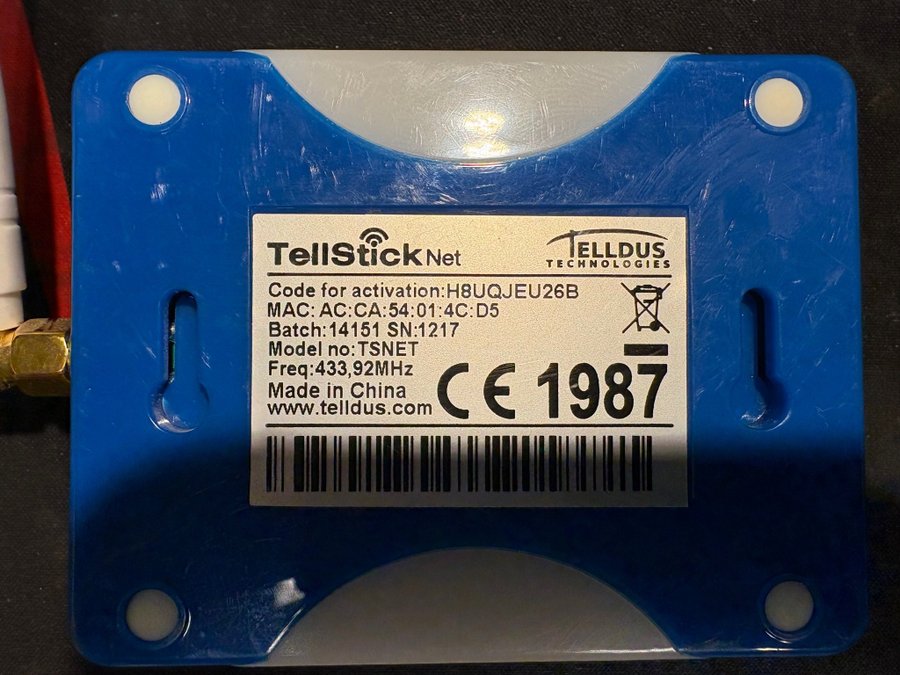 TellStick Net
TELLDUS
TECHNOLOGIES
Code for activation:H8UQJEU26B
MAC: AC:CA:54:01:4C:D5
Batch:14151 SN:1217
Model no:TSNET
Freq:433,92MHz
Made in China
www.telldus.com
CE 1987